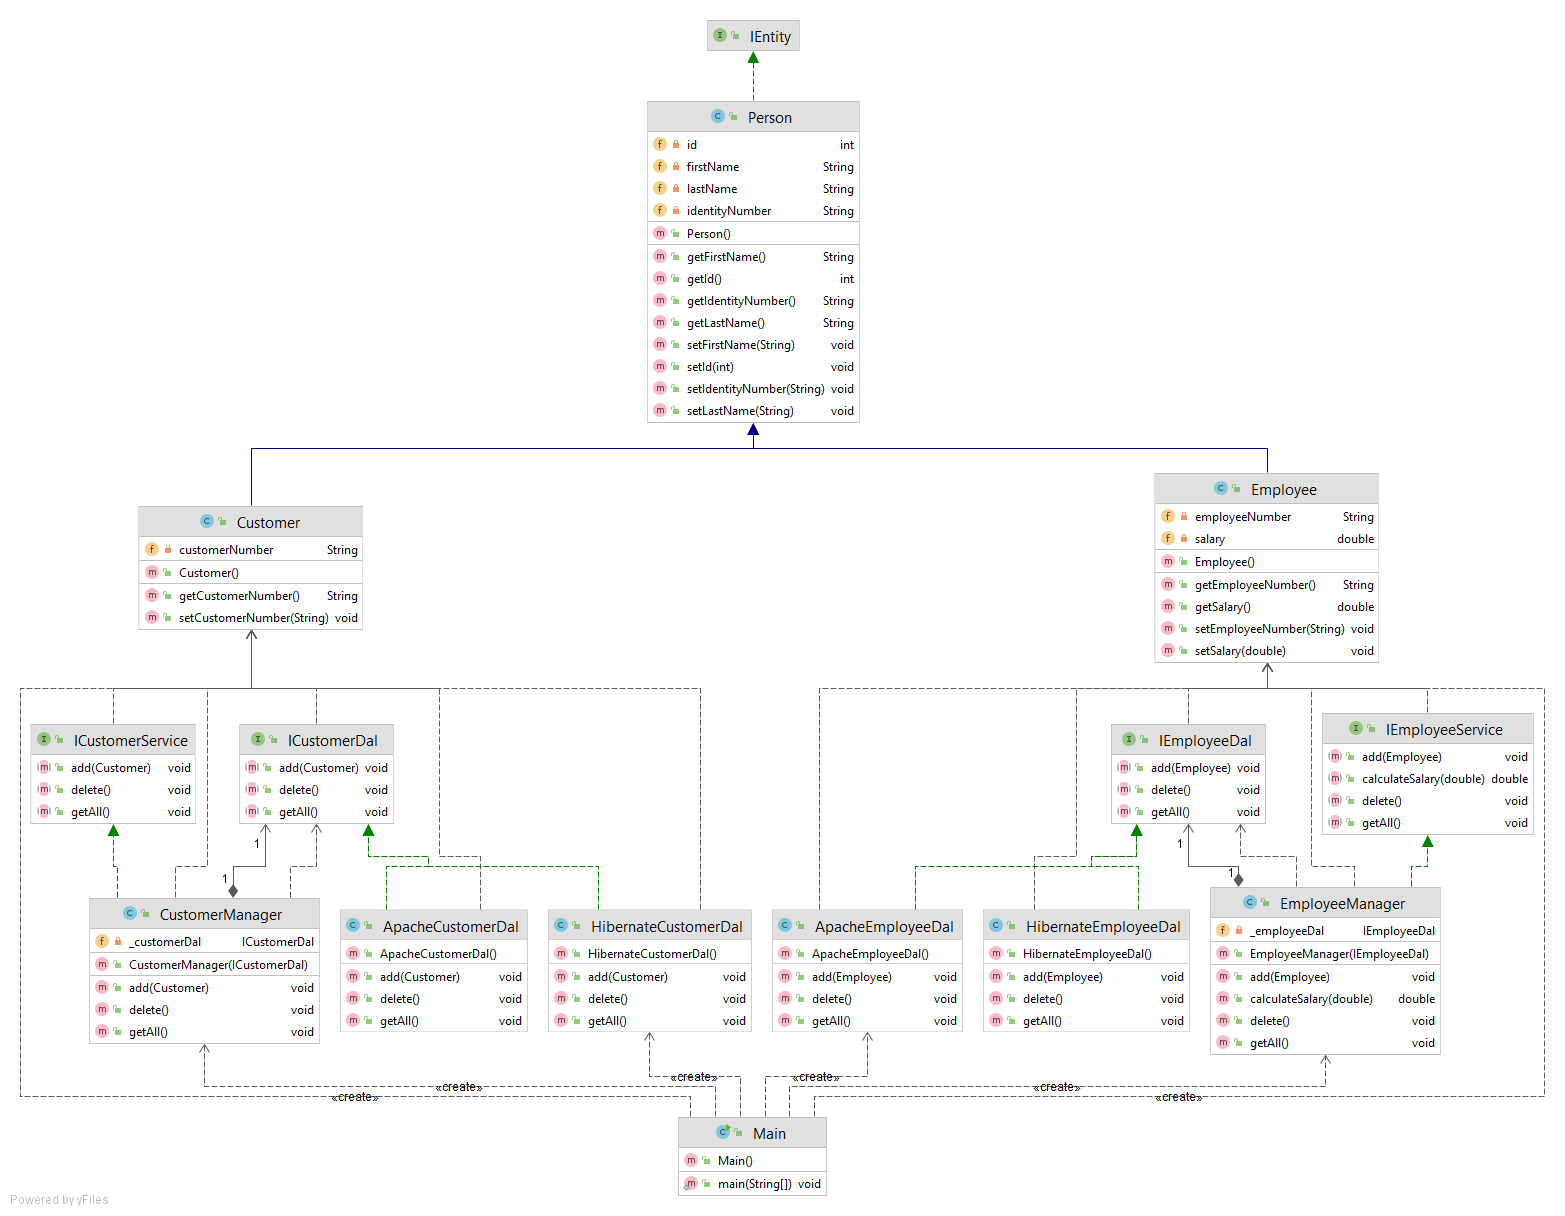 IEntity
Person
id int
firstName String
lastName String
identityNumber String
Person()
getFirstName() String
getId() int
getIdentityNumber() String
getLastName() String
setFirstName(String) void
setId(int) void
setIdentityNumber(String) void
setLastName(String) void
Customer
customerNumber String
Customer()
getCustomerNumber() String
setCustomerNumber(String) void
Employee
employeeNumber String
salary double
Employee()
getEmployeeNumber() String
getSalary() double
setEmployeeNumber(String) void
setSalary(double) void
ICustomerService
add(Customer) void
delete() void
getAll() void
ICustomerDal
add(Customer) void
delete() void
getAll() void
IEmployeeDal
add(Employee) void
delete() void
getAll() void
IEmployeeService
add(Employee) void
calculateSalary(double) double
delete() void
getAll() void
1
1
1
1
CustomerManager
_customerDal ICustomerDal
CustomerManager(ICustomerDal)
add(Customer) void
delete() void
getAll() void
ApacheCustomerDal
ApacheCustomerDal()
add(Customer) void
delete() void
getAll() void
HibernateCustomerDal
HibernateCustomerDal()
add(Customer) void
delete() void
getAll() void
ApacheEmployeeDal
ApacheEmployeeDal()
add(Employee) void
delete() void
getAll() void
HibernateEmployeeDal
HibernateEmployeeDal()
add(Employee) void
delete() void
getAll() void
EmployeeManager
_employeeDal IEmployeeDal
EmployeeManager(IEmployeeDal)
add(Employee) void
calculateSalary(double) double
delete() void
getAll() void
«create»
«create»
«create»
«create»
«create»
«create»
Main
Main()
main(String[]) void
Powered by yFiles